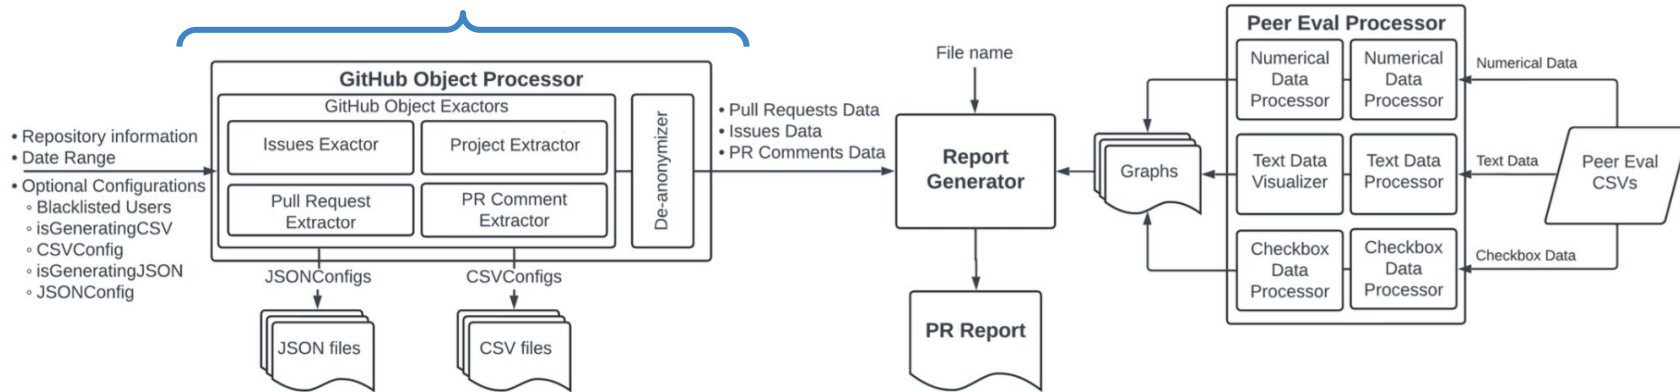 GitHub Object Processor
GitHub Object Exactors
Issues Exactor
Project Extractor
Pull Request
Extractor
PR Comment
Extractor
De-anonymizer
• Repository information
• Date Range
• Optional Configurations
◦ Blacklisted Users
◦ isGeneratingCSV
◦ CSVConfig
◦ isGeneratingJSON
◦ JSONConfig
JSONConfigs
CSVConfigs
JSON files
CSV files
• Pull Requests Data
• Issues Data
• PR Comments Data
File name
Report
Generator
PR Report
Graphs
Peer Eval Processor
Numerical
Data
Processor
Numerical
Data
Processor
Text Data
Visualizer
Text Data
Processor
Checkbox
Data
Processor
Checkbox
Data
Processor
Numerical Data
Text Data
Checkbox Data
Peer Eval
CSVs